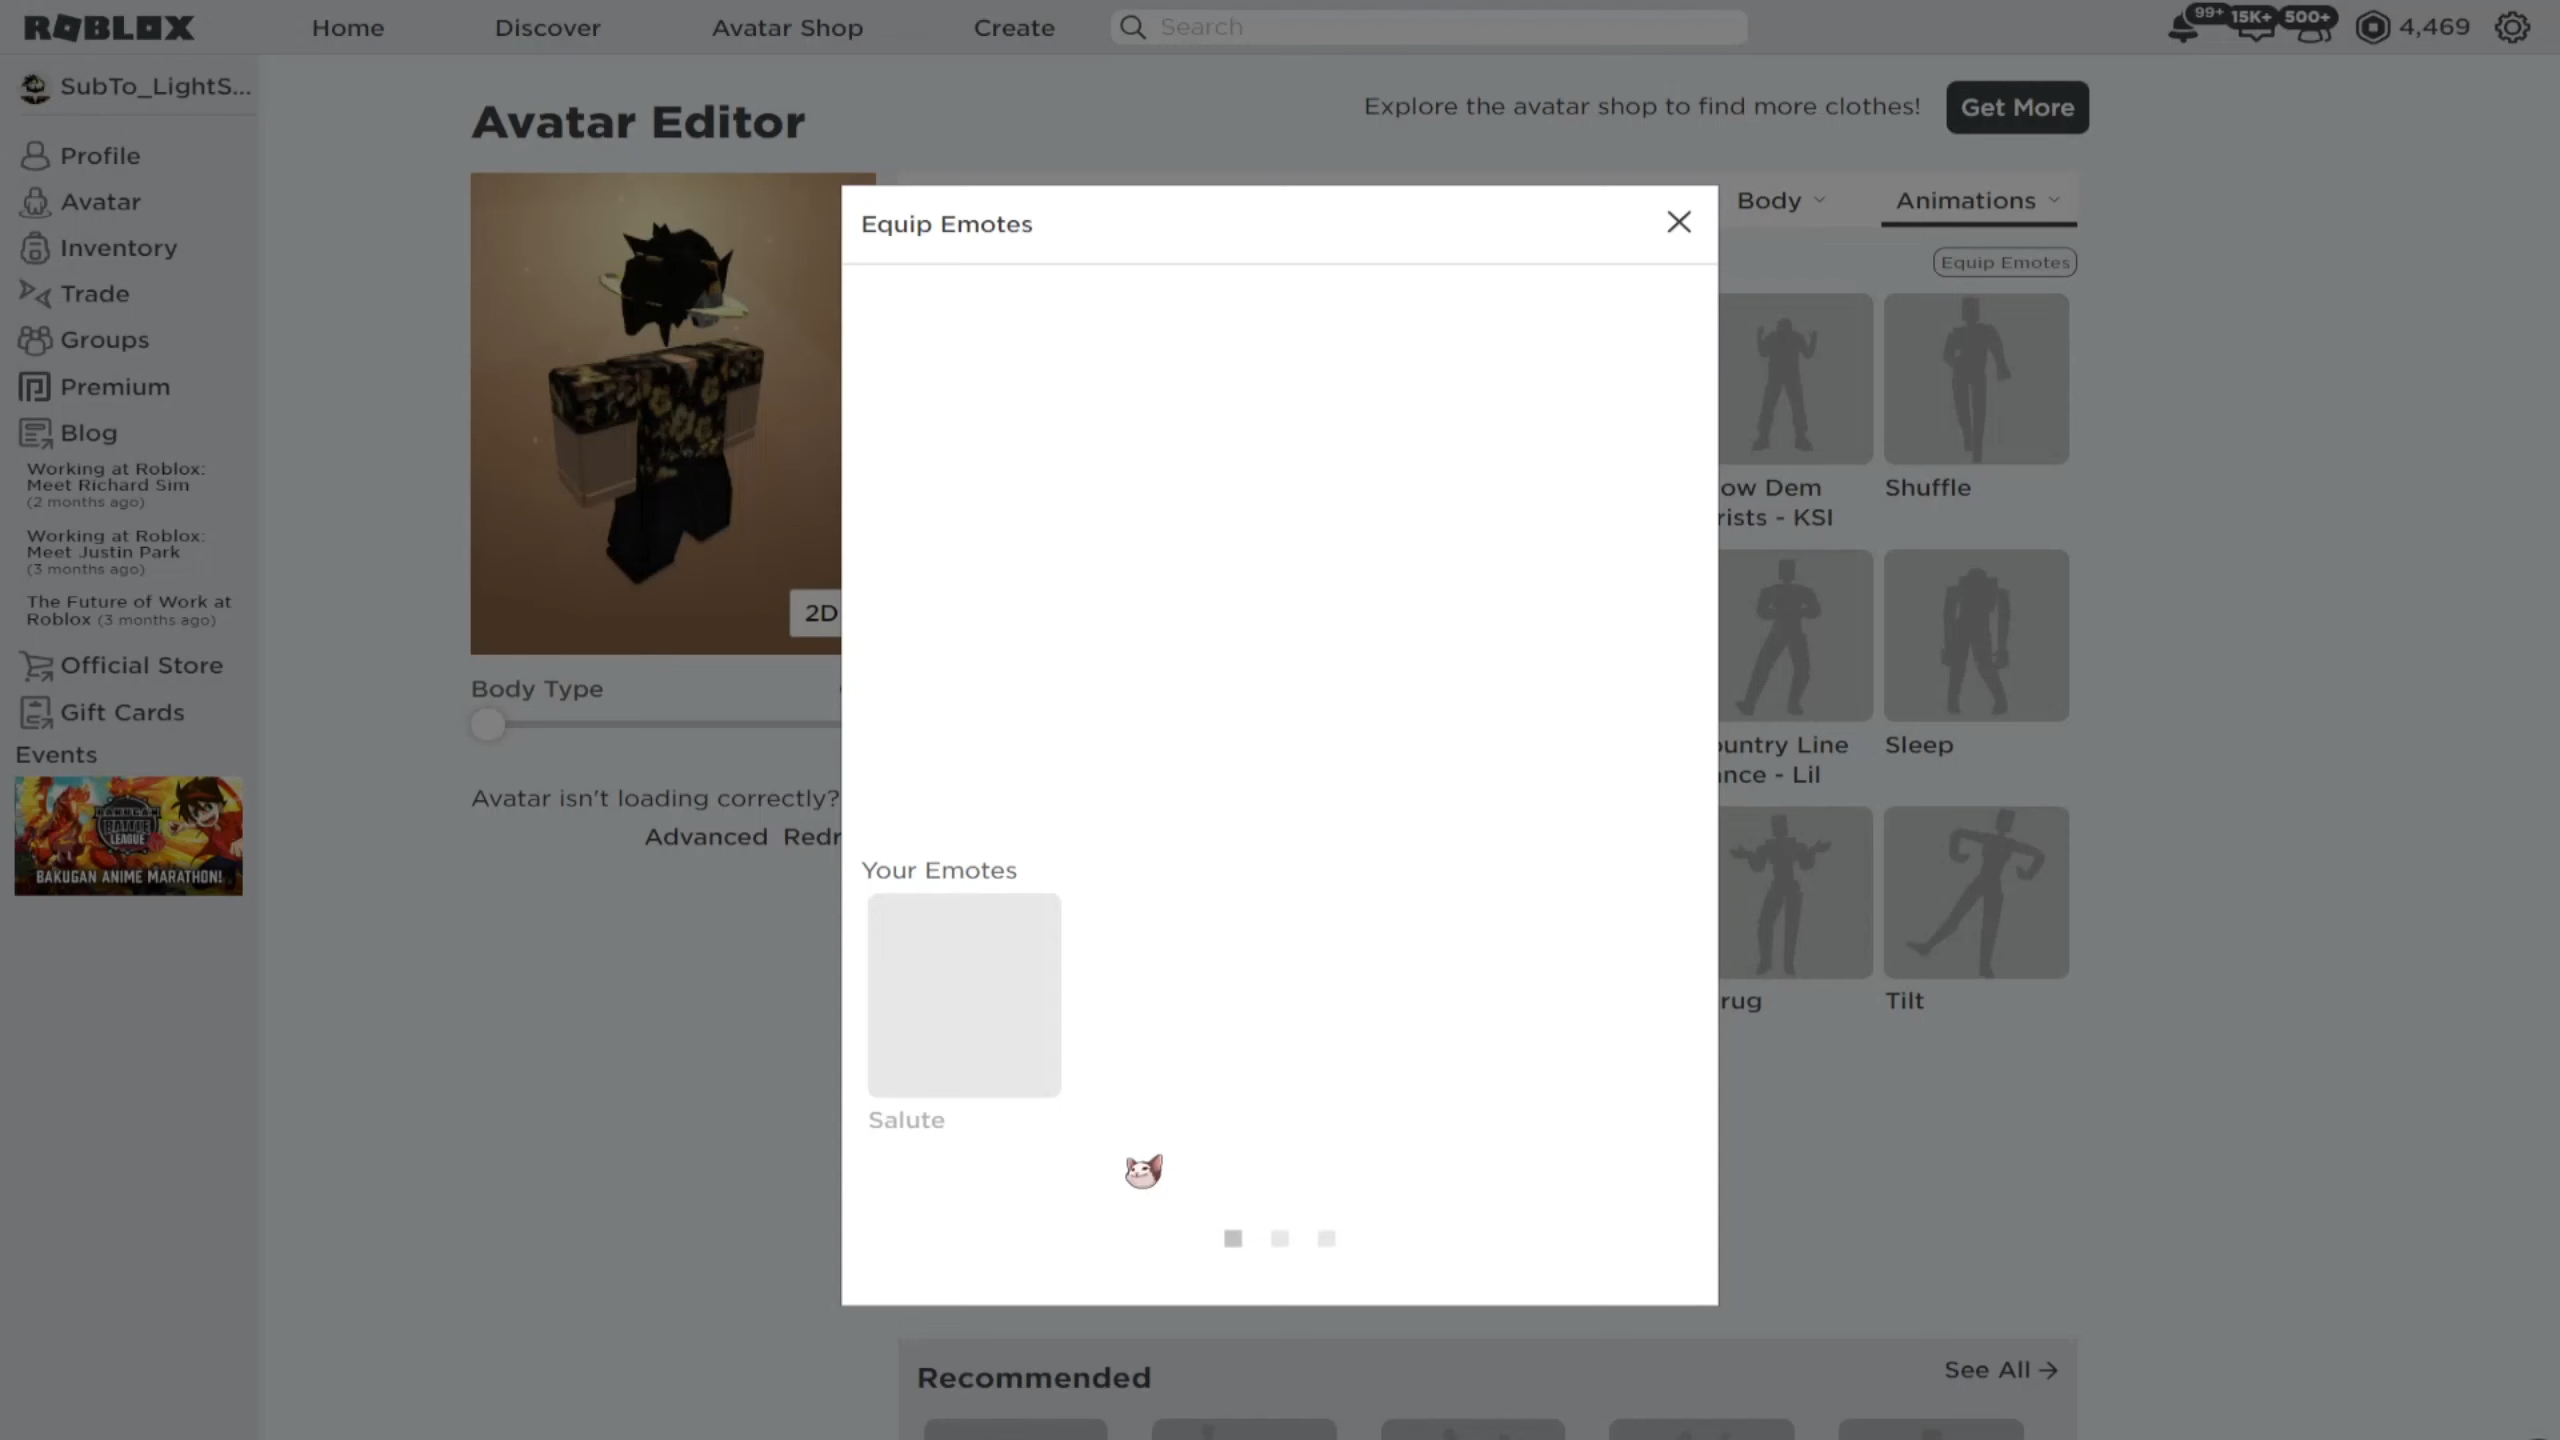 ROBLOX
Home
Discover
Avatar Shop
Create
Search
99+
15K+
500+
4,469
SubTo_LightS...
Profile
Avatar
Inventory
Trade
Groups
Premium
Blog
Working at Roblox:
Meet Richard Sim
(2 months ago)
Working at Roblox:
Meet Justin Park
(3 months ago)
The Future of Work at
Roblox (3 months ago)
Official Store
Gift Cards
Events
BAKUGAN
BATTLE
LEAGUE
BAKUGAN ANIME MARATHON!
Avatar Editor
Explore the avatar shop to find more clothes!
Get More
2D
Body Type
Avatar isn't loading correctly?
Advanced Redr
Equip Emotes
Your Emotes
Salute
Body
Animations
Equip Emotes
ow Dem
rists - KSI
Shuffle
ountry Line
ance - Lil
Sleep
rug
Tilt
Recommended
See All